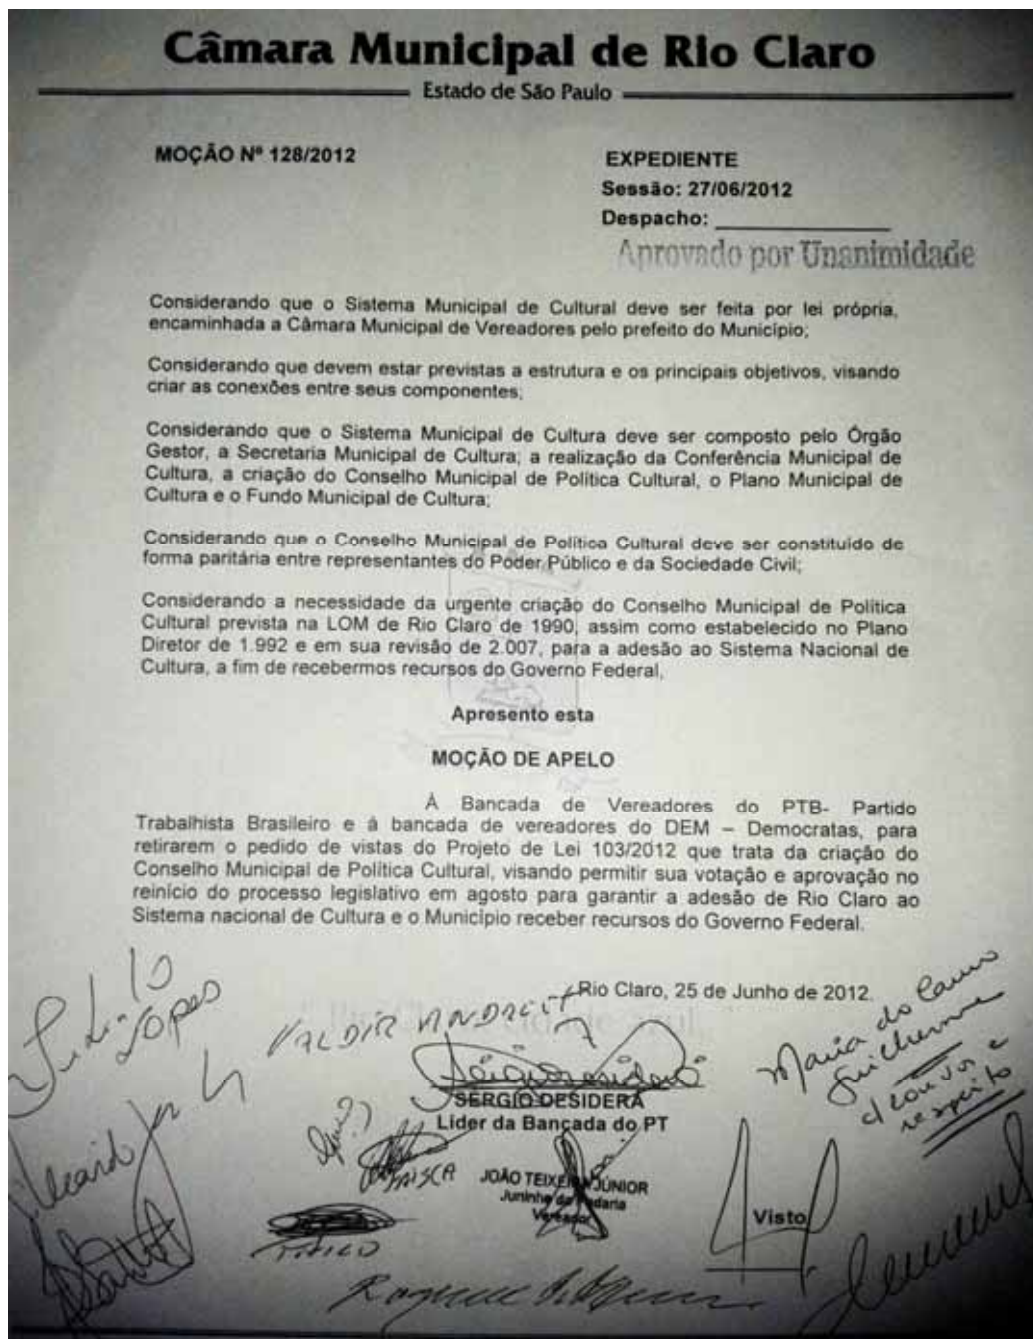 Câmara Municipal de Rio Claro
Estado de São Paulo
MOÇÃO Nº 128/2012
EXPEDIENTE
Sessão: 27/06/2012
Despacho:
Aprovado por Unanimidade
Considerando que o Sistema Municipal de Cultural deve ser feita por lei própria,
encaminhada a Câmara Municipal de Vereadores pelo prefeito do Município;
Considerando que devem estar previstas a estrutura e os principais objetivos, visando
criar as conexões entre seus componentes;
Considerando que o Sistema Municipal de Cultura deve ser composto pelo Órgão
Gestor, a Secretaria Municipal de Cultura; a realização da Conferência Municipal de
Cultura, a criação do Conselho Municipal de Política Cultural, o Plano Municipal de
Cultura e o Fundo Municipal de Cultura;
Considerando que o Conselho Municipal de Política Cultural deve ser constituído de
forma paritária entre representantes do Poder Público e da Sociedade Civil;
Considerando a necessidade da urgente criação do Conselho Municipal de Política
Cultural prevista na LOM de Rio Claro de 1990, assim como estabelecido no Plano
Diretor de 1.992 e em sua revisão de 2.007, para a adesão ao Sistema Nacional de
Cultura, a fim de recebermos recursos do Governo Federal,
Apresento esta
MOÇÃO DE APELO
À Bancada de Vereadores do PTB- Partido
Trabalhista Brasileiro e á bancada de vereadores do DEM – Democratas, para
retirarem o pedido de vistas do Projeto de Lei 103/2012 que trata da criação do
Conselho Municipal de Política Cultural, visando permitir sua votação e aprovação no
reinício do processo legislativo em agosto para garantir a adesão de Rio Claro ao
Sistema nacional de Cultura e o Município receber recursos do Governo Federal.
Rio Claro, 25 de Junho de 2012.
Lopes
VALDIR
Maria do Carmo
Guilherme
c/ louvor e
respeito
SERGIO DESIDERÁ
Lider da Bancada do PT
JOÃO TEIXEIRA JÚNIOR
Juninho da Padaria
Vereador
Visto